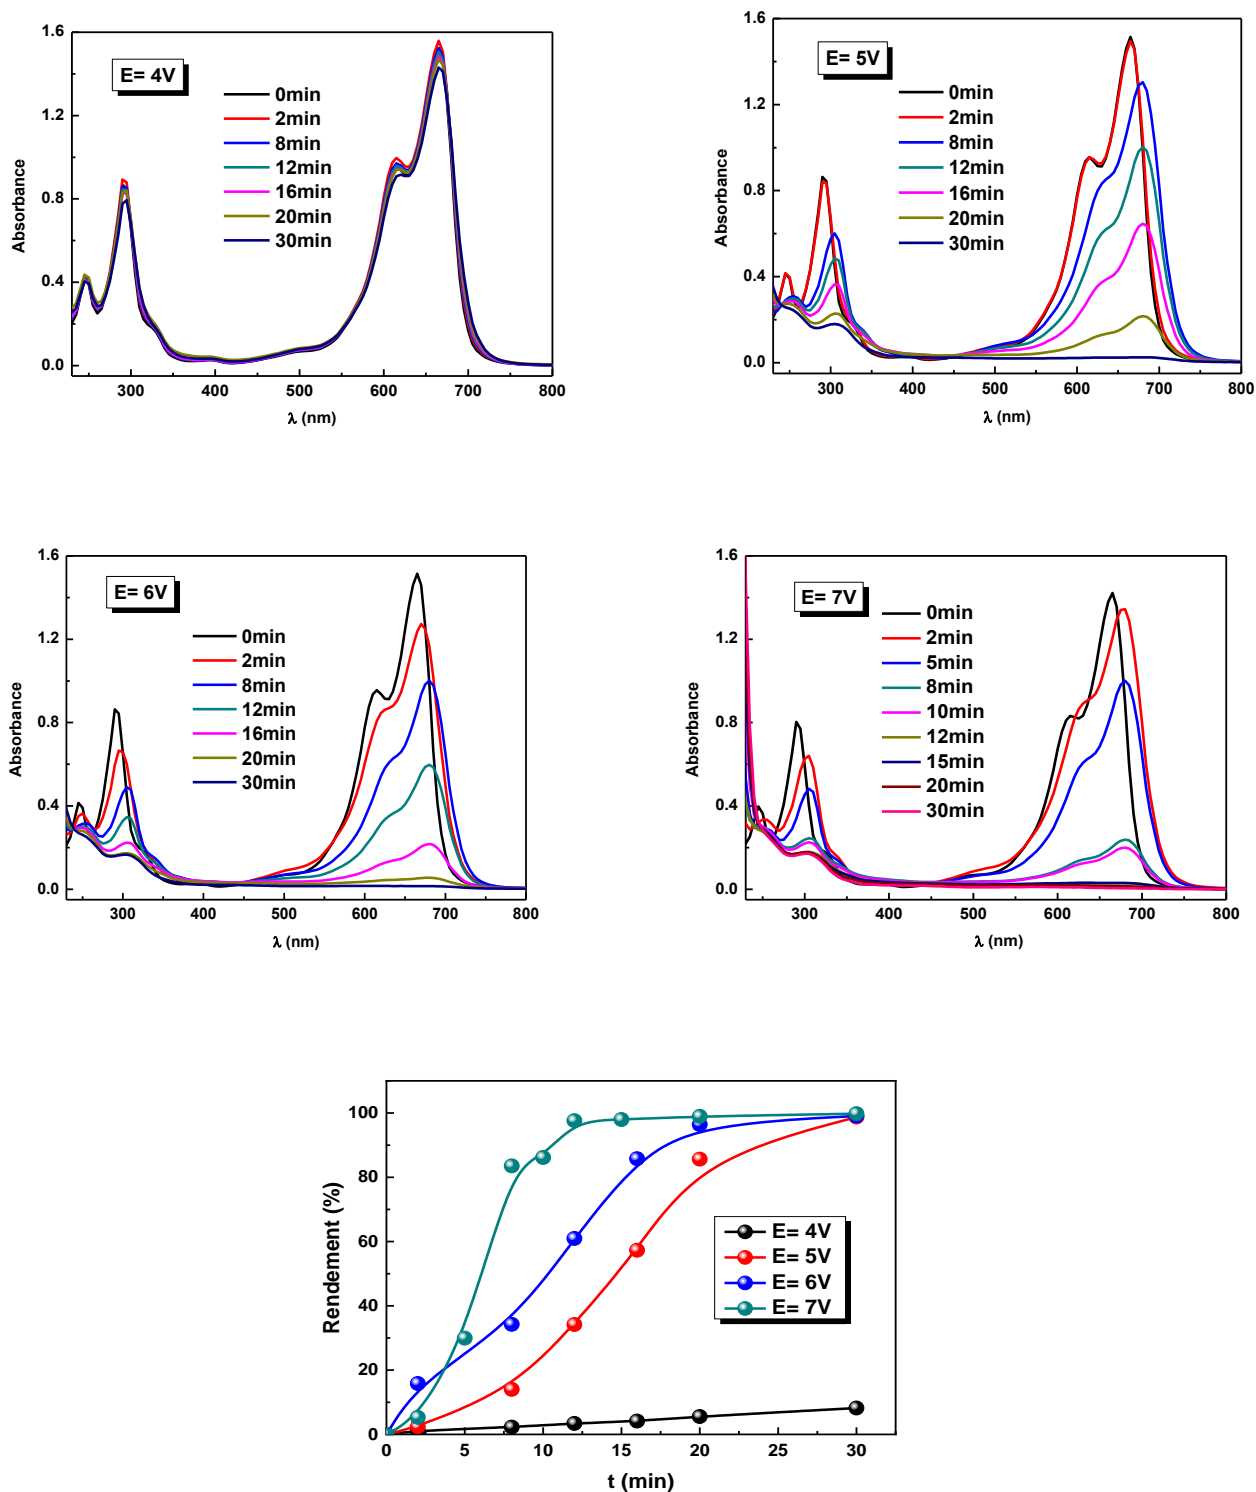 E= 4V
0min
2min
8min
12min
16min
20min
30min
1.6
1.2
0.8
0.4
0.0
Absorbance
300 400 500 600 700 800
λ (nm)
E= 5V
0min
2min
8min
12min
16min
20min
30min
1.6
1.2
0.8
0.4
0.0
Absorbance
300 400 500 600 700 800
λ (nm)
E= 6V
0min
2min
8min
12min
16min
20min
30min
1.6
1.2
0.8
0.4
0.0
Absorbance
300 400 500 600 700 800
λ (nm)
E= 7V
0min
2min
5min
8min
10min
12min
15min
20min
30min
1.6
1.2
0.8
0.4
0.0
Absorbance
300 400 500 600 700 800
λ (nm)
100
80
60
40
20
0
Rendement (%)
E= 4V
E= 5V
E= 6V
E= 7V
0 5 10 15 20 25 30
t (min)